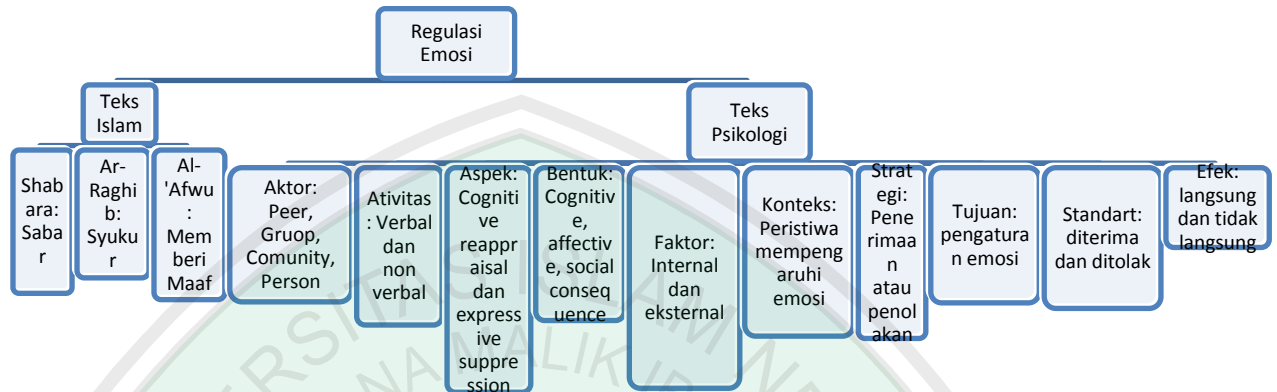 Regulasi
Emosi
Teks
Islam
Teks
Psikologi
Shab
ara:
Saba
r
Ar-
Raghi
b:
Syuku
r
Al-
'Afwu
:
Mem
beri
Maaf
Aktor:
Peer,
Gruop,
Comunity,
Person
Ativitas
: Verbal
dan
non
verbal
Aspek:
Cogniti
ve
reappr
aisal
dan
express
ive
suppre
ssion
Bentuk:
Cognitiv
e,
affectiv
e, social
conseq
uence
Faktor:
Internal
dan
eksternal
Konteks:
Peristiwa
mempeng
aruhi
emosi
Strat
egi:
Pene
rimaa
n
atau
penol
akan
Tujuan:
pengatura
n emosi
Standart:
diterima
dan ditolak
Efek:
langsung
dan tidak
langsung